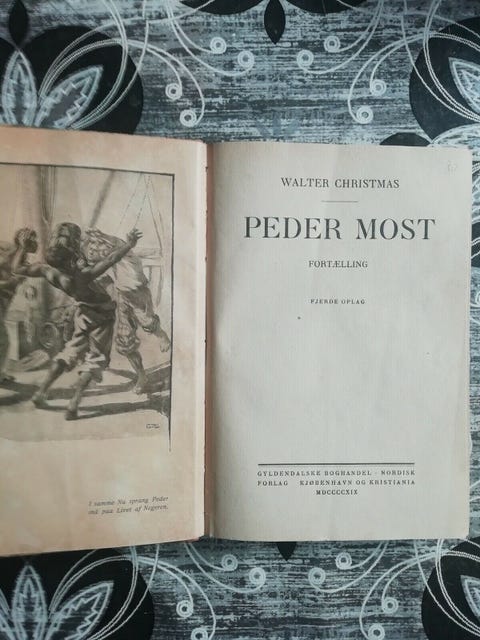 I samme Nu sprang Peder
ind paa Livet af Negeren.
WALTER CHRISTMAS
PEDER MOST
FORTÆLLING
FJERDE OPLAG
GYLDENDALSKE BOGHANDEL · NORDISK
FORLAG KJØBENHAVN OG KRISTIANIA
MDCCCCXIX